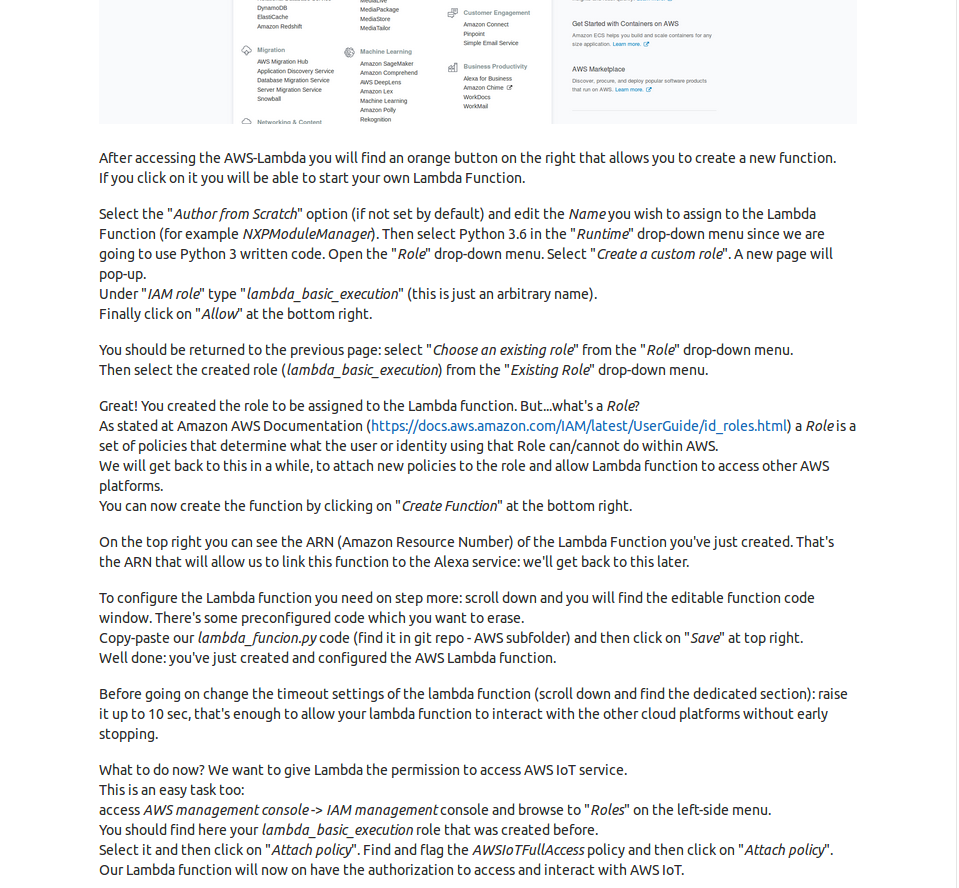 DynamoDB
ElastiCache
Amazon Redshift
Migration
AWS Migration Hub
Application Discovery Service
Database Migration Service
Server Migration Service
Snowball
Networking & Content
MediaLive
MediaPackage
MediaStore
MediaTailor
Machine Learning
Amazon SageMaker
Amazon Comprehend
AWS DeepLens
Amazon Lex
Machine Learning
Amazon Polly
Rekognition
Customer Engagement
Amazon Connect
Pinpoint
Simple Email Service
Business Productivity
Alexa for Business
Amazon Chime
WorkDocs
WorkMail
Get Started with Containers on AWS
Amazon ECS helps you build and scale containers for any
size application. Learn more.
AWS Marketplace
Discover, procure, and deploy popular software products
that run on AWS. Learn more.
After accessing the AWS-Lambda you will find an orange button on the right that allows you to create a new function.
If you click on it you will be able to start your own Lambda Function.
Select the "Author from Scratch" option (if not set by default) and edit the Name you wish to assign to the Lambda
Function (for example NXPModuleManager). Then select Python 3.6 in the "Runtime" drop-down menu since we are
going to use Python 3 written code. Open the "Role" drop-down menu. Select "Create a custom role". A new page will
pop-up.
Under "IAM role" type "lambda_basic_execution" (this is just an arbitrary name).
Finally click on "Allow" at the bottom right.
You should be returned to the previous page: select "Choose an existing role" from the "Role" drop-down menu.
Then select the created role (lambda_basic_execution) from the "Existing Role" drop-down menu.
Great! You created the role to be assigned to the Lambda function. But...what's a Role?
As stated at Amazon AWS Documentation (https://docs.aws.amazon.com/IAM/latest/UserGuide/id_roles.html) a Role is a
set of policies that determine what the user or identity using that Role can/cannot do within AWS.
We will get back to this in a while, to attach new policies to the role and allow Lambda function to access other AWS
platforms.
You can now create the function by clicking on "Create Function" at the bottom right.
On the top right you can see the ARN (Amazon Resource Number) of the Lambda Function you've just created. That's
the ARN that will allow us to link this function to the Alexa service: we'll get back to this later.
To configure the Lambda function you need on step more: scroll down and you will find the editable function code
window. There's some preconfigured code which you want to erase.
Copy-paste our lambda_funcion.py code (find it in git repo - AWS subfolder) and then click on "Save" at top right.
Well done: you've just created and configured the AWS Lambda function.
Before going on change the timeout settings of the lambda function (scroll down and find the dedicated section): raise
it up to 10 sec, that's enough to allow your lambda function to interact with the other cloud platforms without early
stopping.
What to do now? We want to give Lambda the permission to access AWS IoT service.
This is an easy task too:
access AWS management console -> IAM management console and browse to "Roles" on the left-side menu.
You should find here your lambda_basic_execution role that was created before.
Select it and then click on "Attach policy". Find and flag the AWSIoTFullAccess policy and then click on "Attach policy".
Our Lambda function will now on have the authorization to access and interact with AWS IoT.